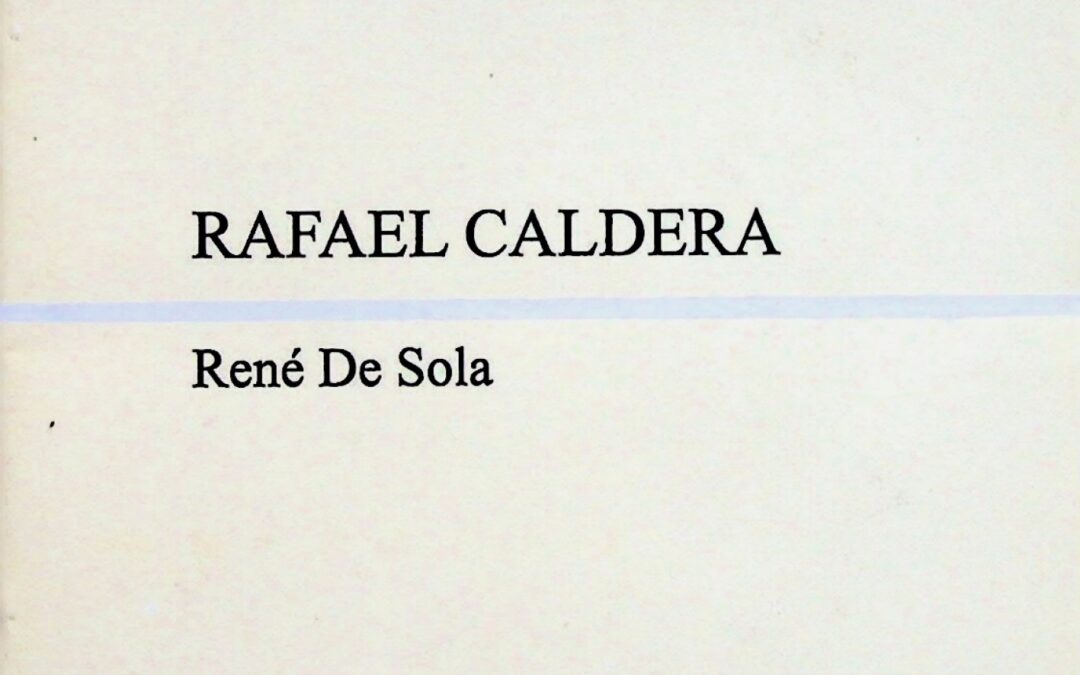 RAFAEL CALDERA
René De Sola